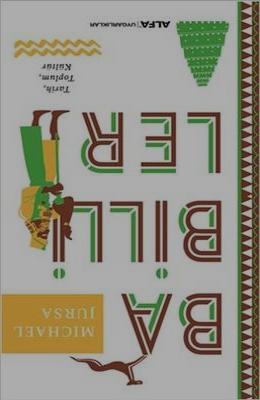 MICHAEL
JURSA
BA
BİLLİ
LER
Tarih,
Toplum,
Kültür
ALFA | UYGARLIKLAR